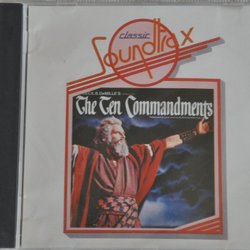 classic
Soundtrax
CECIL B. DEMILLE'S
The Ten Commandments